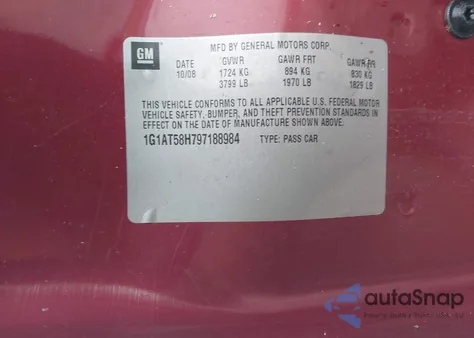 GM
MFD BY GENERAL MOTORS CORP.
DATE GVWR GAWR FRT GAWR RR
10/08 1724 KG 894 KG 830 KG
3799 LB 1970 LB 1829 LB
THIS VEHICLE CONFORMS TO ALL APPLICABLE U.S. FEDERAL MOTOR
VEHICLE SAFETY, BUMPER, AND THEFT PREVENTION STANDARDS IN
EFFECT ON THE DATE OF MANUFACTURE SHOWN ABOVE.
1G1AT58H797188984 TYPE: PASS CAR
autoSnap